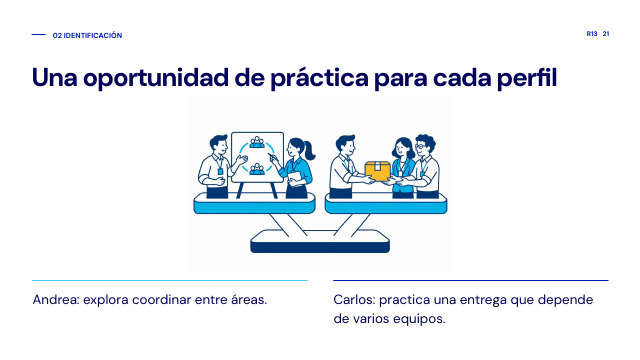 02 IDENTIFICACIÓN
R13 21
Una oportunidad de práctica para cada perfil
Andrea: explora coordinar entre áreas.
Carlos: practica una entrega que depende
de varios equipos.